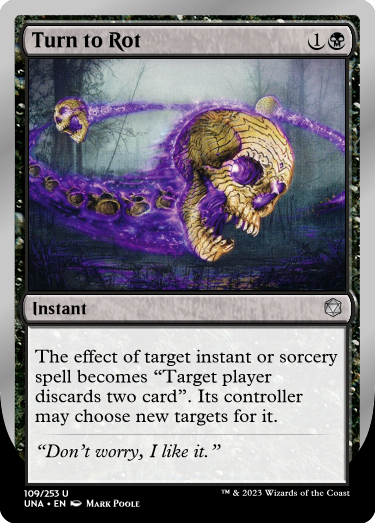 Turn to Rot 1
Instant
The effect of target instant or sorcery
spell becomes “Target player
discards two card”. Its controller
may choose new targets for it.
“Don’t worry, I like it.”
109/253 U
UNA • EN Mark Poole
™ & 2023 Wizards of the Coast